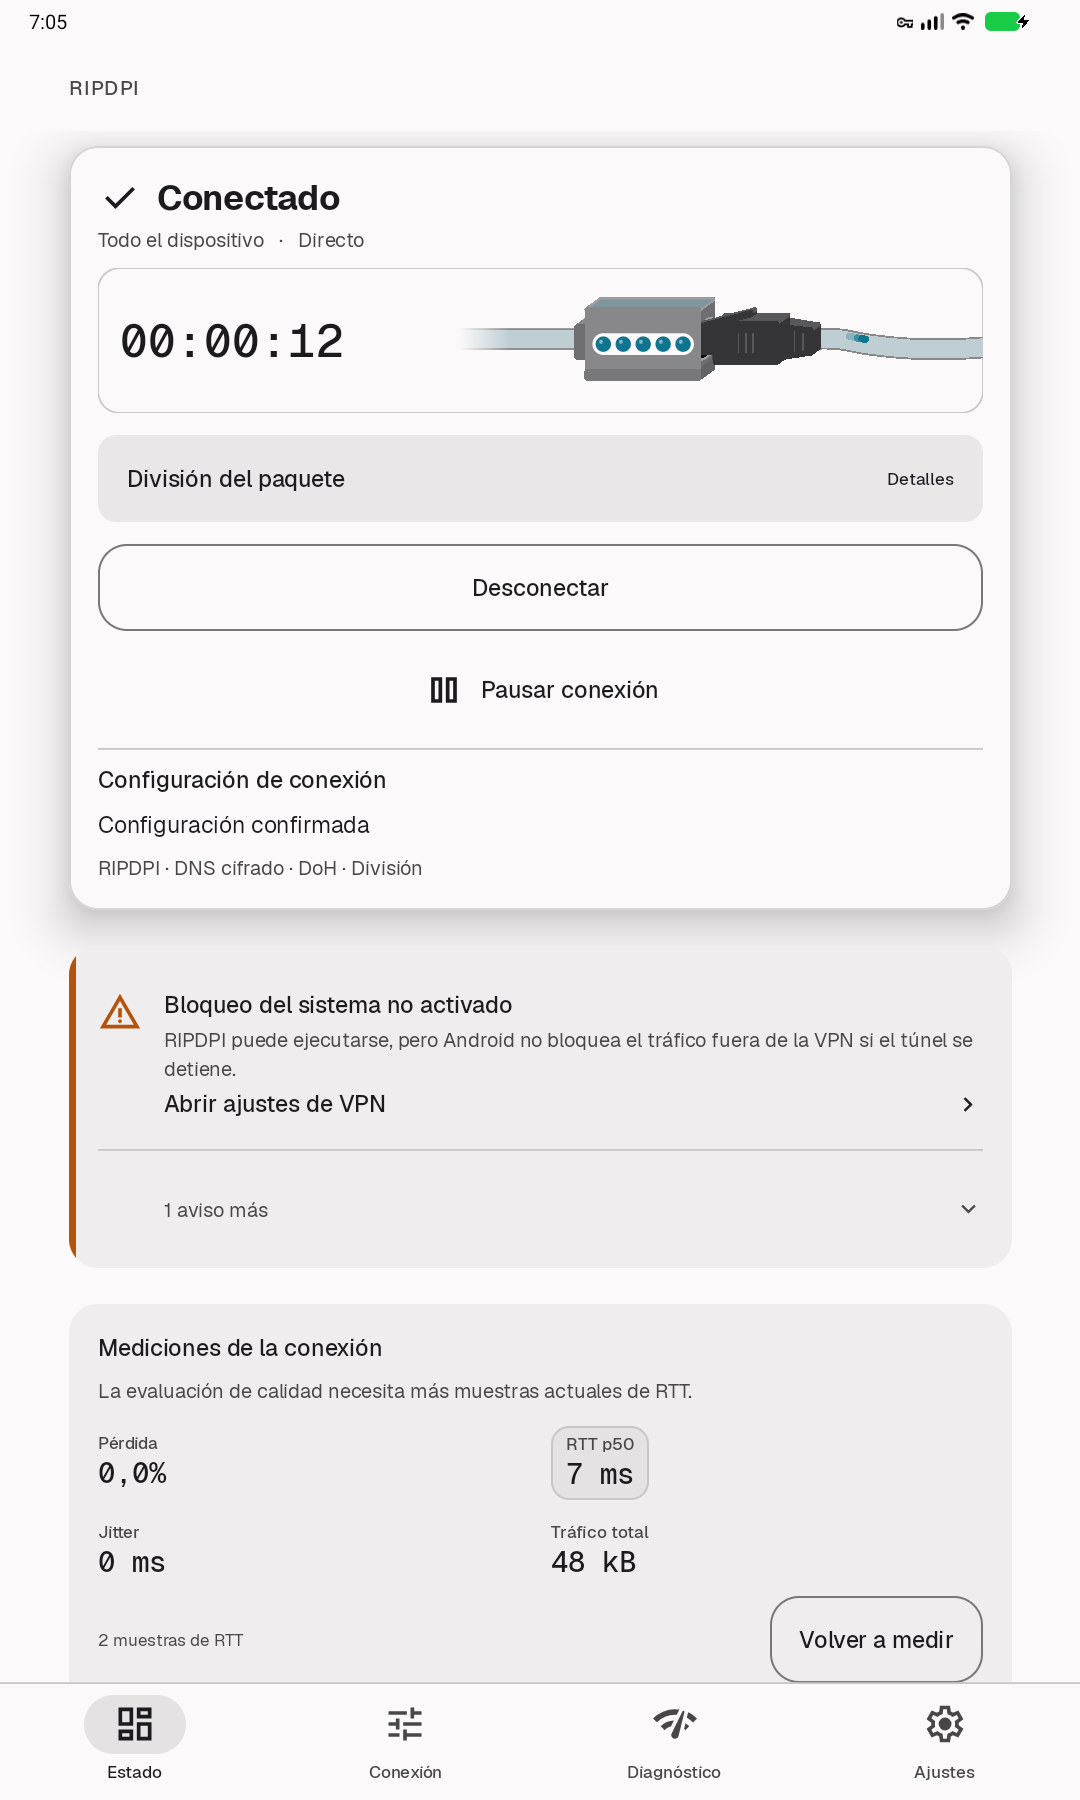 7:05
RIPDPI
Conectado
Todo el dispositivo · Directo
00:00:12
División del paquete
Detalles
Desconectar
Pausar conexión
Configuración de conexión
Configuración confirmada
RIPDPI · DNS cifrado · DoH · División
Bloqueo del sistema no activado
RIPDPI puede ejecutarse, pero Android no bloquea el tráfico fuera de la VPN si el túnel se
detiene.
Abrir ajustes de VPN
1 aviso más
Mediciones de la conexión
La evaluación de calidad necesita más muestras actuales de RTT.
Pérdida
0,0%
RTT p50
7 ms
Jitter
0 ms
Tráfico total
48 kB
2 muestras de RTT
Volver a medir
Estado
Conexión
Diagnóstico
Ajustes